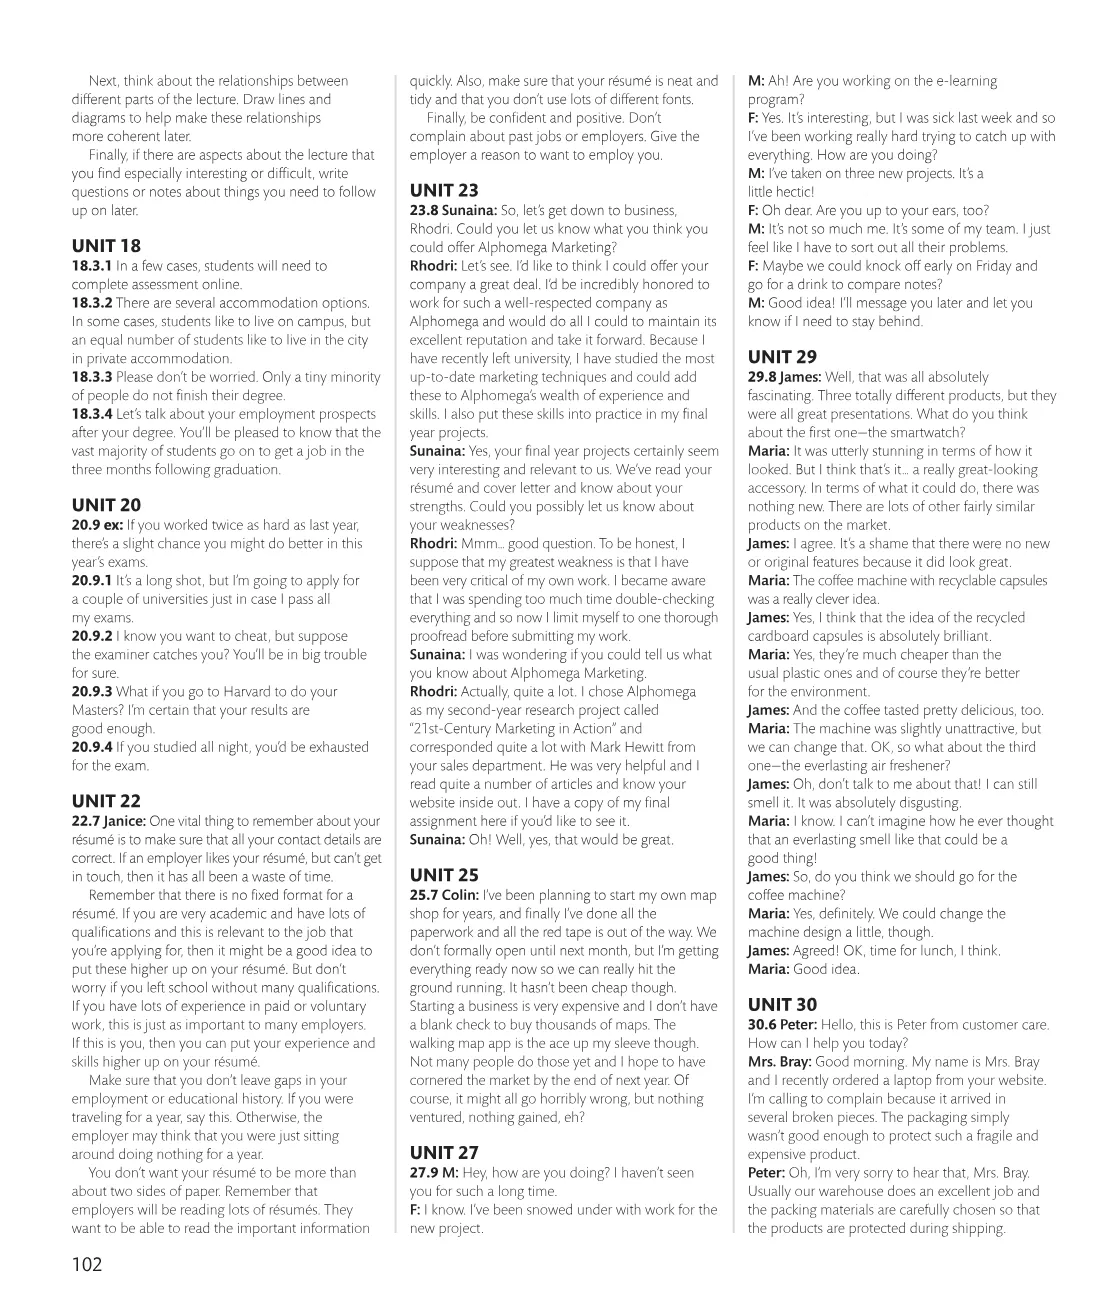 Next, think about the relationships between
different parts of the lecture. Draw lines and
diagrams to help make these relationships
more coherent later.
Finally, if there are aspects about the lecture that
you find especially interesting or difficult, write
questions or notes about things you need to follow
up on later.
UNIT 18
18.3.1 In a few cases, students will need to
complete assessment online.
18.3.2 There are several accommodation options.
In some cases, students like to live on campus, but
an equal number of students like to live in the city
in private accommodation.
18.3.3 Please don’t be worried. Only a tiny minority
of people do not finish their degree.
18.3.4 Let’s talk about your employment prospects
after your degree. You’ll be pleased to know that the
vast majority of students go on to get a job in the
three months following graduation.
UNIT 20
20.9 ex: If you worked twice as hard as last year,
there’s a slight chance you might do better in this
year’s exams.
20.9.1 It’s a long shot, but I’m going to apply for
a couple of universities just in case I pass all
my exams.
20.9.2 I know you want to cheat, but suppose
the examiner catches you? You’ll be in big trouble
for sure.
20.9.3 What if you go to Harvard to do your
Masters? I’m certain that your results are
good enough.
20.9.4 If you studied all night, you’d be exhausted
for the exam.
UNIT 22
22.7 Janice: One vital thing to remember about your
résumé is to make sure that all your contact details are
correct. If an employer likes your résumé, but can’t get
in touch, then it has all been a waste of time.
Remember that there is no fixed format for a
résumé. If you are very academic and have lots of
qualifications and this is relevant to the job that
you’re applying for, then it might be a good idea to
put these higher up on your résumé. But don’t
worry if you left school without many qualifications.
If you have lots of experience in paid or voluntary
work, this is just as important to many employers.
If this is you, then you can put your experience and
skills higher up on your résumé.
Make sure that you don’t leave gaps in your
employment or educational history. If you were
traveling for a year, say this. Otherwise, the
employer may think that you were just sitting
around doing nothing for a year.
You don’t want your résumé to be more than
about two sides of paper. Remember that
employers will be reading lots of résumés. They
want to be able to read the important information
quickly. Also, make sure that your résumé is neat and
tidy and that you don’t use lots of different fonts.
Finally, be confident and positive. Don’t
complain about past jobs or employers. Give the
employer a reason to want to employ you.
UNIT 23
23.8 Sunaina: So, let’s get down to business,
Rhodri. Could you let us know what you think you
could offer Alphomega Marketing?
Rhodri: Let’s see. I’d like to think I could offer your
company a great deal. I’d be incredibly honored to
work for such a well-respected company as
Alphomega and would do all I could to maintain its
excellent reputation and take it forward. Because I
have recently left university, I have studied the most
up-to-date marketing techniques and could add
these to Alphomega’s wealth of experience and
skills. I also put these skills into practice in my final
year projects.
Sunaina: Yes, your final year projects certainly seem
very interesting and relevant to us. We’ve read your
résumé and cover letter and know about your
strengths. Could you possibly let us know about
your weaknesses?
Rhodri: Mmm… good question. To be honest, I
suppose that my greatest weakness is that I have
been very critical of my own work. I became aware
that I was spending too much time double-checking
everything and so now I limit myself to one thorough
proofread before submitting my work.
Sunaina: I was wondering if you could tell us what
you know about Alphomega Marketing.
Rhodri: Actually, quite a lot. I chose Alphomega
as my second-year research project called
“21st-Century Marketing in Action” and
corresponded quite a lot with Mark Hewitt from
your sales department. He was very helpful and I
read quite a number of articles and know your
website inside out. I have a copy of my final
assignment here if you’d like to see it.
Sunaina: Oh! Well, yes, that would be great.
UNIT 25
25.7 Colin: I’ve been planning to start my own map
shop for years, and finally I’ve done all the
paperwork and all the red tape is out of the way. We
don’t formally open until next month, but I’m getting
everything ready now so we can really hit the
ground running. It hasn’t been cheap though.
Starting a business is very expensive and I don’t have
a blank check to buy thousands of maps. The
walking map app is the ace up my sleeve though.
Not many people do those yet and I hope to have
cornered the market by the end of next year. Of
course, it might all go horribly wrong, but nothing
ventured, nothing gained, eh?
UNIT 27
27.9 M: Hey, how are you doing? I haven’t seen
you for such a long time.
F: I know. I’ve been snowed under with work for the
new project.
M: Ah! Are you working on the e-learning
program?
F: Yes. It’s interesting, but I was sick last week and so
I’ve been working really hard trying to catch up with
everything. How are you doing?
M: I’ve taken on three new projects. It’s a
little hectic!
F: Oh dear. Are you up to your ears, too?
M: It’s not so much me. It’s some of my team. I just
feel like I have to sort out all their problems.
F: Maybe we could knock off early on Friday and
go for a drink to compare notes?
M: Good idea! I’ll message you later and let you
know if I need to stay behind.
UNIT 29
29.8 James: Well, that was all absolutely
fascinating. Three totally different products, but they
were all great presentations. What do you think
about the first one—the smartwatch?
Maria: It was utterly stunning in terms of how it
looked. But I think that’s it… a really great-looking
accessory. In terms of what it could do, there was
nothing new. There are lots of other fairly similar
products on the market.
James: I agree. It’s a shame that there were no new
or original features because it did look great.
Maria: The coffee machine with recyclable capsules
was a really clever idea.
James: Yes, I think that the idea of the recycled
cardboard capsules is absolutely brilliant.
Maria: Yes, they’re much cheaper than the
usual plastic ones and of course they’re better
for the environment.
James: And the coffee tasted pretty delicious, too.
Maria: The machine was slightly unattractive, but
we can change that. OK, so what about the third
one—the everlasting air freshener?
James: Oh, don’t talk to me about that! I can still
smell it. It was absolutely disgusting.
Maria: I know. I can’t imagine how he ever thought
that an everlasting smell like that could be a
good thing!
James: So, do you think we should go for the
coffee machine?
Maria: Yes, definitely. We could change the
machine design a little, though.
James: Agreed! OK, time for lunch, I think.
Maria: Good idea.
UNIT 30
30.6 Peter: Hello, this is Peter from customer care.
How can I help you today?
Mrs. Bray: Good morning. My name is Mrs. Bray
and I recently ordered a laptop from your website.
I’m calling to complain because it arrived in
several broken pieces. The packaging simply
wasn’t good enough to protect such a fragile and
expensive product.
Peter: Oh, I’m very sorry to hear that, Mrs. Bray.
Usually our warehouse does an excellent job and
the packing materials are carefully chosen so that
the products are protected during shipping.
102